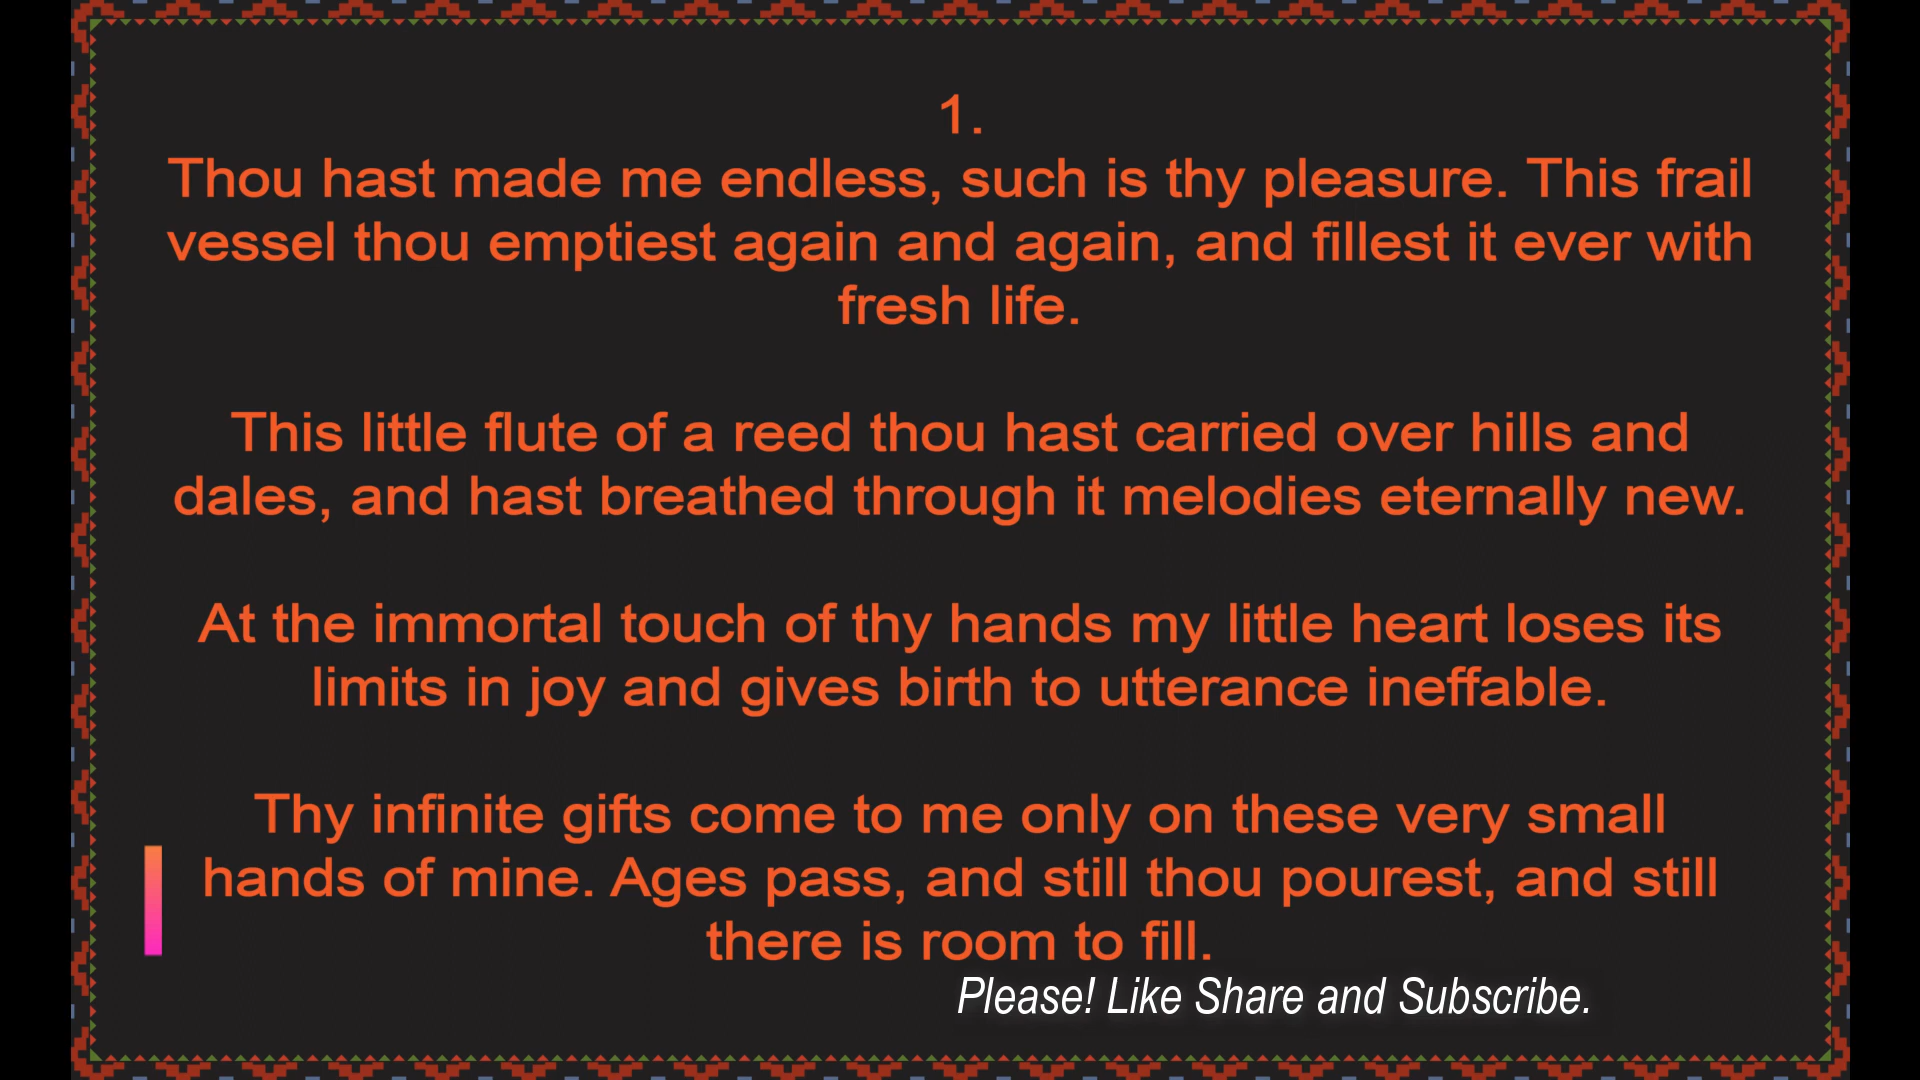 1.
Thou hast made me endless, such is thy pleasure. This frail
vessel thou emptiest again and again, and fillest it ever with
fresh life.
This little flute of a reed thou hast carried over hills and
dales, and hast breathed through it melodies eternally new.
At the immortal touch of thy hands my little heart loses its
limits in joy and gives birth to utterance ineffable.
Thy infinite gifts come to me only on these very small
hands of mine. Ages pass, and still thou pourest, and still
there is room to fill.
Please! Like Share and Subscribe.